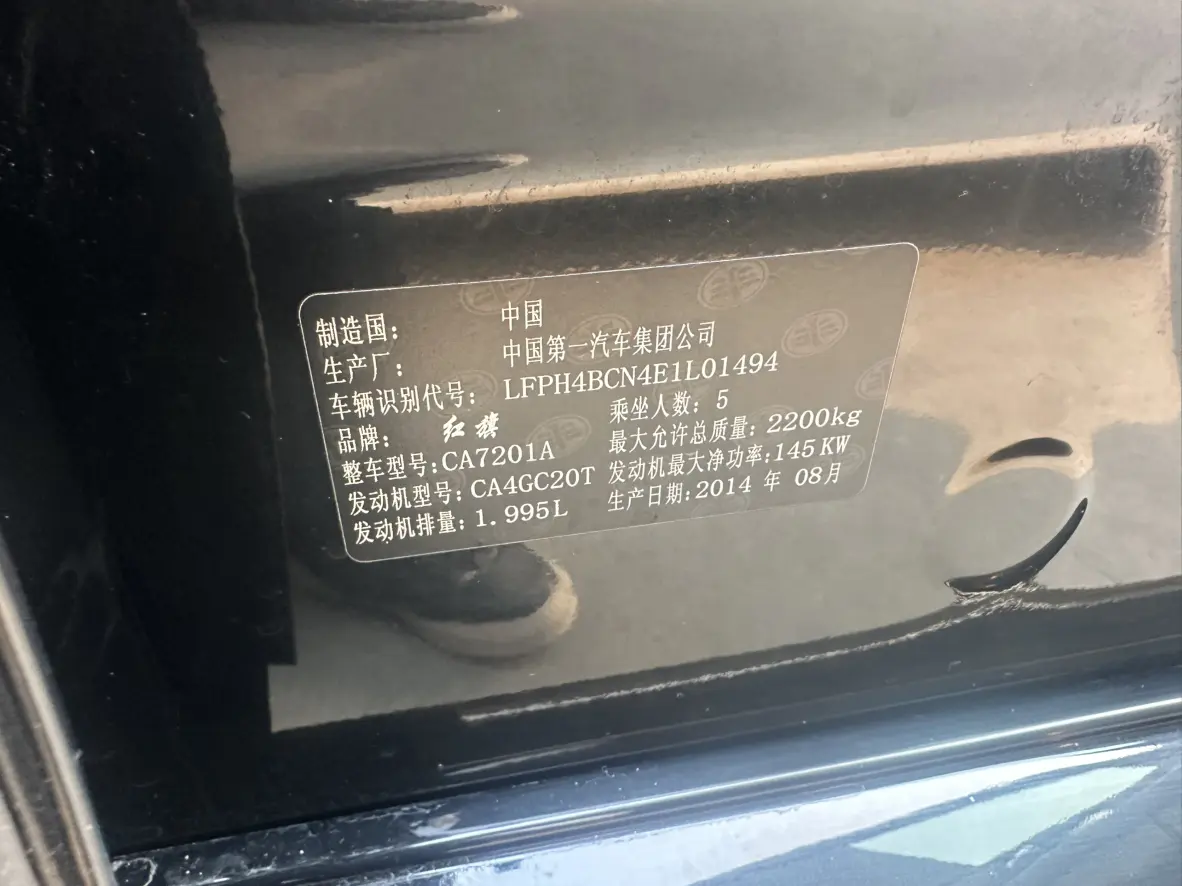 制造国： 中国
生产厂： 中国第一汽车集团公司
车辆识别代号： LFPH4BCN4E1L01494
品牌： 红旗 乘坐人数：5
整车型号：CA7201A 最大允许总质量：2200kg
发动机型号：CA4GC20T 发动机最大净功率：145KW
发动机排量：1.995L 生产日期：2014 年 08月